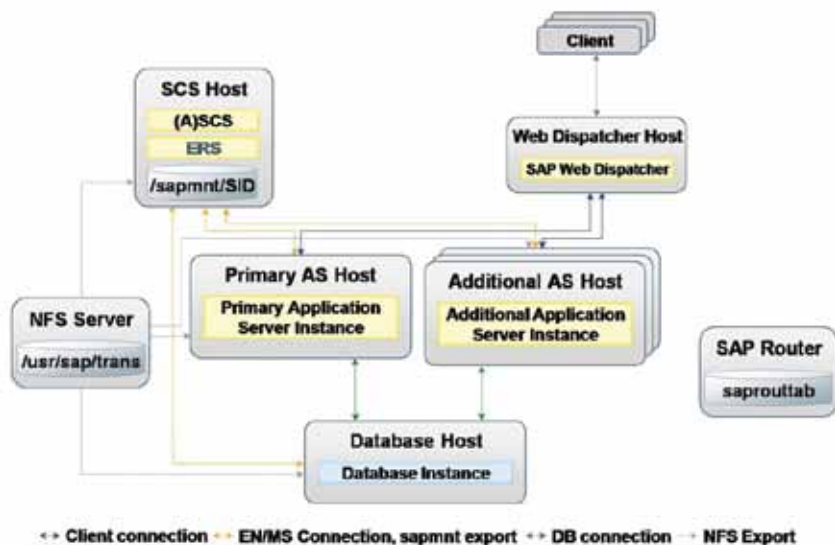 Client
SCS Host
(A)SCS
ERS
/sapmnt/SID
Web Dispatcher Host
SAP Web Dispatcher
Primary AS Host
Primary Application
Server Instance
Additional AS Host
Additional Application
Server Instance
NFS Server
/usr/sap/trans
SAP Router
saprouttab
Database Host
Database Instance
Client connection
EN/MS Connection, sapmnt export
DB connection
NFS Export